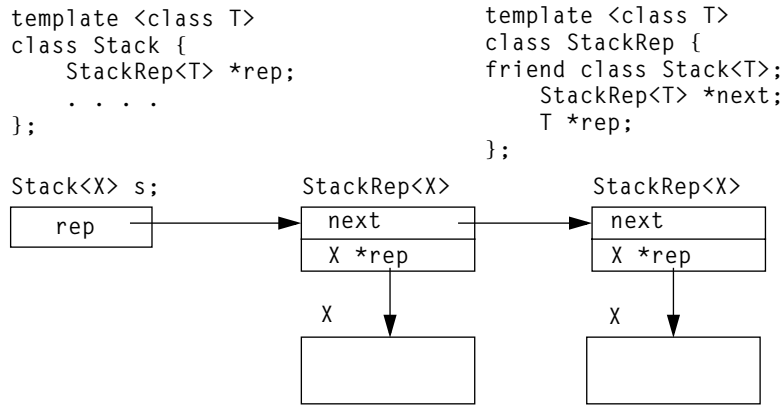 template <class T>
class Stack {
    StackRep<T> *rep;
    . . . .
};
template <class T>
class StackRep {
friend class Stack<T>;
    StackRep<T> *next;
    T *rep;
};
Stack<X> s;
StackRep<X>
StackRep<X>
rep
next
next
X *rep
X *rep
X
X